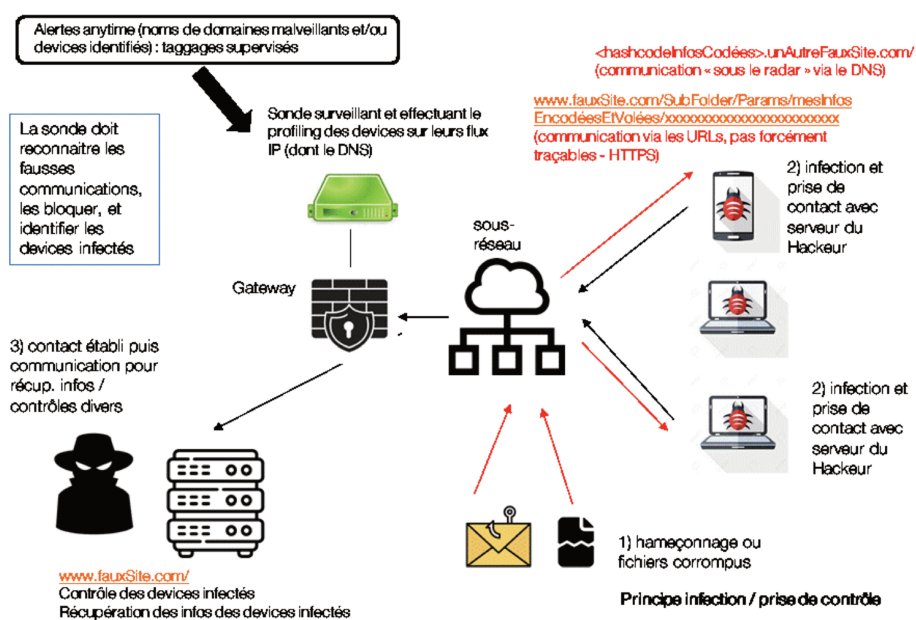 Alertes anytime (noms de domaines malveillants et/ou
devices identifiés) : taggages supervisés
<hashcodeInfosCodées>.unAutreFauxSite.com/
(communication « sous le radar » via le DNS)
www.fauxSite.com/SubFolder/Params/mesInfos
EncodéesEtVolées/xxxxxxxxxxxxxxxxxxxxxxxxx
(communication via les URLs, pas forcément
traçables - HTTPS)
Sonde surveillant et effectuant le
profiling des devices sur leurs flux
IP (dont le DNS)
La sonde doit
reconnaitre les
fausses
communications,
les bloquer, et
identifier les
devices infectés
2) infection et
prise de
contact avec
serveur du
Hackeur
sous-
réseau
Gateway
3) contact établi puis
communication pour
récup. infos /
contrôles divers
2) infection et
prise de
contact avec
serveur du
Hackeur
1) hameçonnage ou
fichiers corrompus
www.fauxSite.com/
Contrôle des devices infectés
Récupération des infos des devices infectés
Principe infection / prise de contrôle